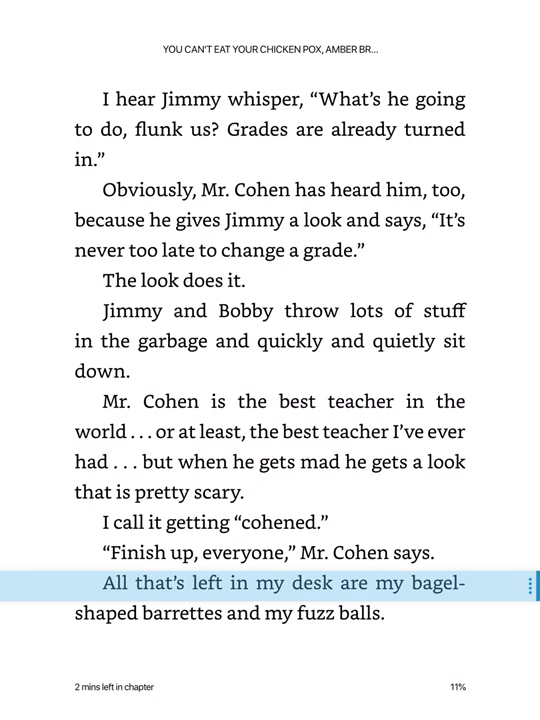 YOU CAN'T EAT YOUR CHICKEN POX, AMBER BR...
I hear Jimmy whisper, “What’s he going
to do, flunk us? Grades are already turned
in.”
Obviously, Mr. Cohen has heard him, too,
because he gives Jimmy a look and says, “It’s
never too late to change a grade.”
The look does it.
Jimmy and Bobby throw lots of stuff
in the garbage and quickly and quietly sit
down.
Mr. Cohen is the best teacher in the
world . . . or at least, the best teacher I’ve ever
had . . . but when he gets mad he gets a look
that is pretty scary.
I call it getting “cohened.”
“Finish up, everyone,” Mr. Cohen says.
All that’s left in my desk are my bagel-
shaped barrettes and my fuzz balls.
2 mins left in chapter
11%